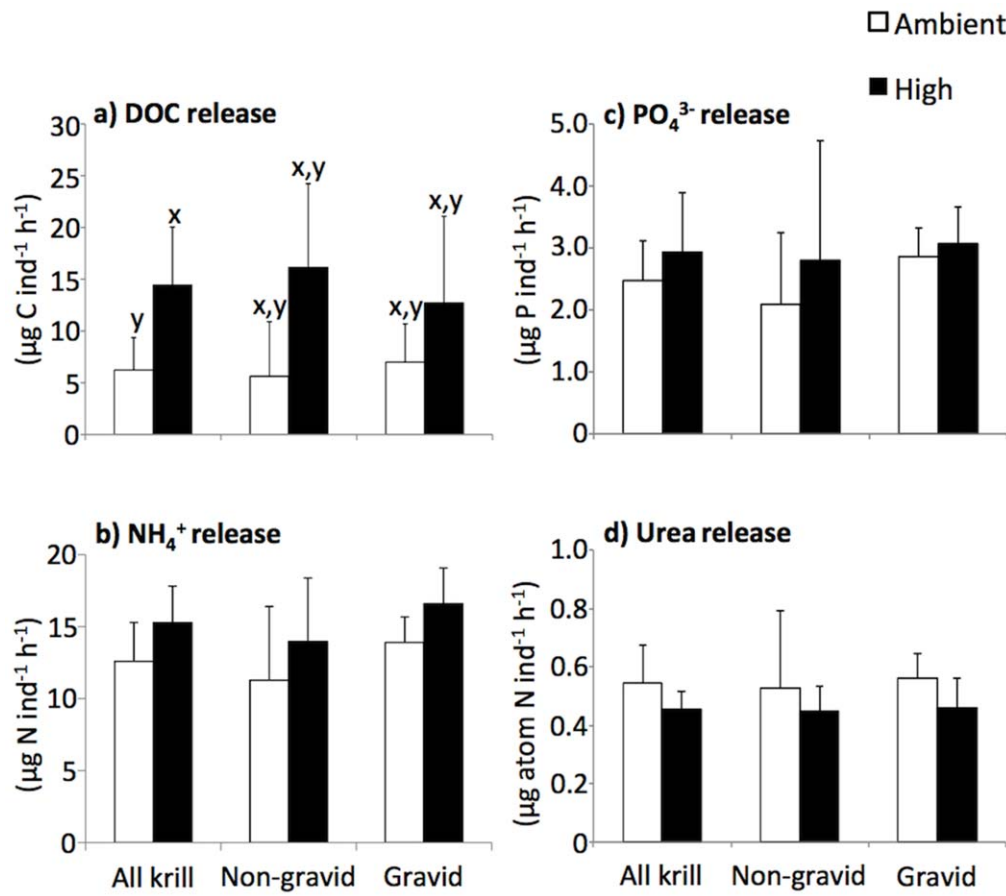 Ambient
High
a) DOC release
30
25
20
15
10
5
0
(µg C ind⁻¹ h⁻¹)
y
x
x,y
x,y
x,y
x,y
c) PO₄³⁻ release
5.0
4.0
3.0
2.0
1.0
0
(µg P ind⁻¹ h⁻¹)
b) NH₄⁺ release
20
15
10
5
0
(µg N ind⁻¹ h⁻¹)
All krill Non-gravid Gravid
d) Urea release
1.0
0.8
0.6
0.4
0.2
0
(µg atom N ind⁻¹ h⁻¹)
All krill Non-gravid Gravid